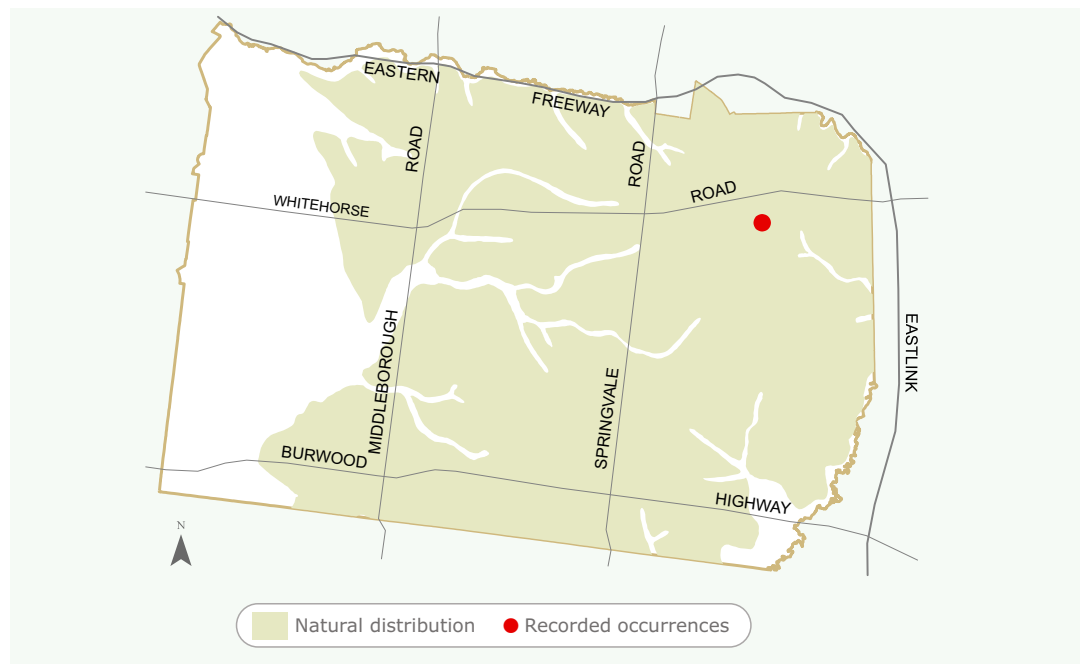 EASTERN
FREEWAY
ROAD
ROAD
ROAD
WHITEHORSE
MIDDLEBOROUGH
EASTLINK
SPRINGVALE
BURWOOD
HIGHWAY
N
Natural distribution
Recorded occurrences